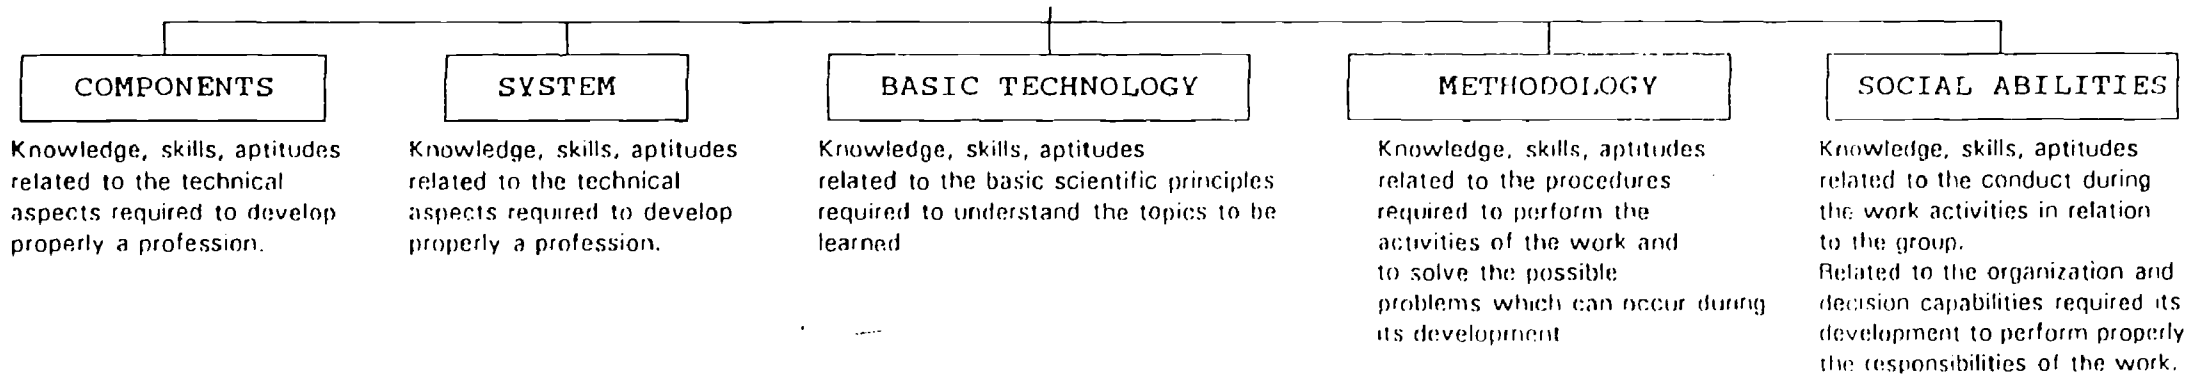 COMPONENTS
Knowledge, skills, aptitudes
related to the technical
aspects required to develop
properly a profession.
SYSTEM
Knowledge, skills, aptitudes
related to the technical
aspects required to develop
properly a profession.
BASIC TECHNOLOGY
Knowledge, skills, aptitudes
related to the basic scientific principles
required to understand the topics to be
learned
METHODOLOGY
Knowledge, skills, aptitudes
related to the procedures
required to perform the
activities of the work and
to solve the possible
problems which can occur during
its development
SOCIAL ABILITIES
Knowledge, skills, aptitudes
related to the conduct during
the work activities in relation
to the group.
Related to the organization and
decision capabilities required its
development to perform properly
the responsibilities of the work.